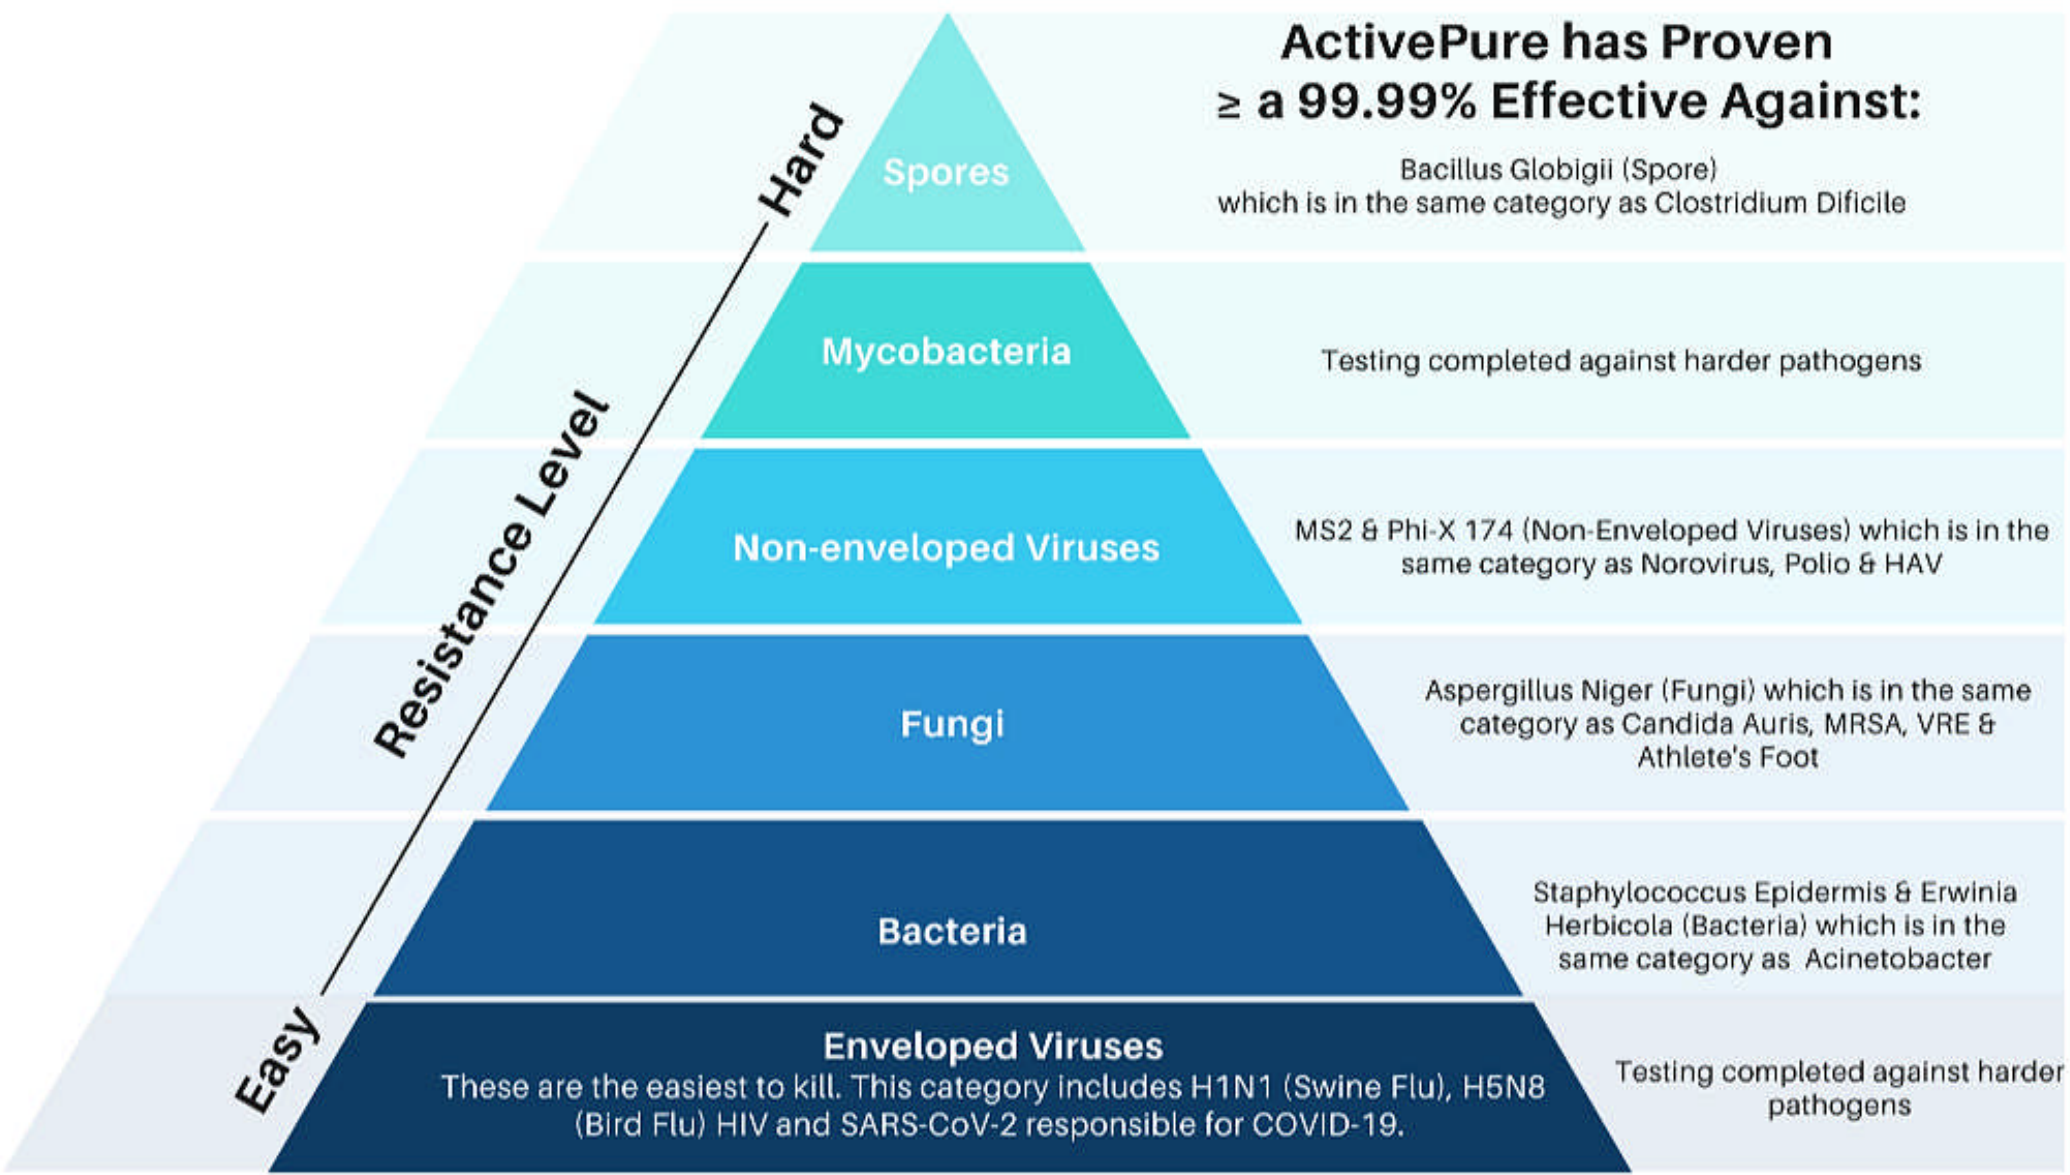 ActivePure has Proven
≥ a 99.99% Effective Against:
Hard
Resistance Level
Easy
Spores
Bacillus Globigii (Spore)
which is in the same category as Clostridium Dificile
Mycobacteria
Testing completed against harder pathogens
Non-enveloped Viruses
MS2 & Phi-X 174 (Non-Enveloped Viruses) which is in the
same category as Norovirus, Polio & HAV
Fungi
Aspergillus Niger (Fungi) which is in the same
category as Candida Auris, MRSA, VRE &
Athlete's Foot
Bacteria
Staphylococcus Epidermis & Erwinia
Herbicola (Bacteria) which is in the
same category as Acinetobacter
Enveloped Viruses
These are the easiest to kill. This category includes H1N1 (Swine Flu), H5N8
(Bird Flu) HIV and SARS-CoV-2 responsible for COVID-19.
Testing completed against harder
pathogens